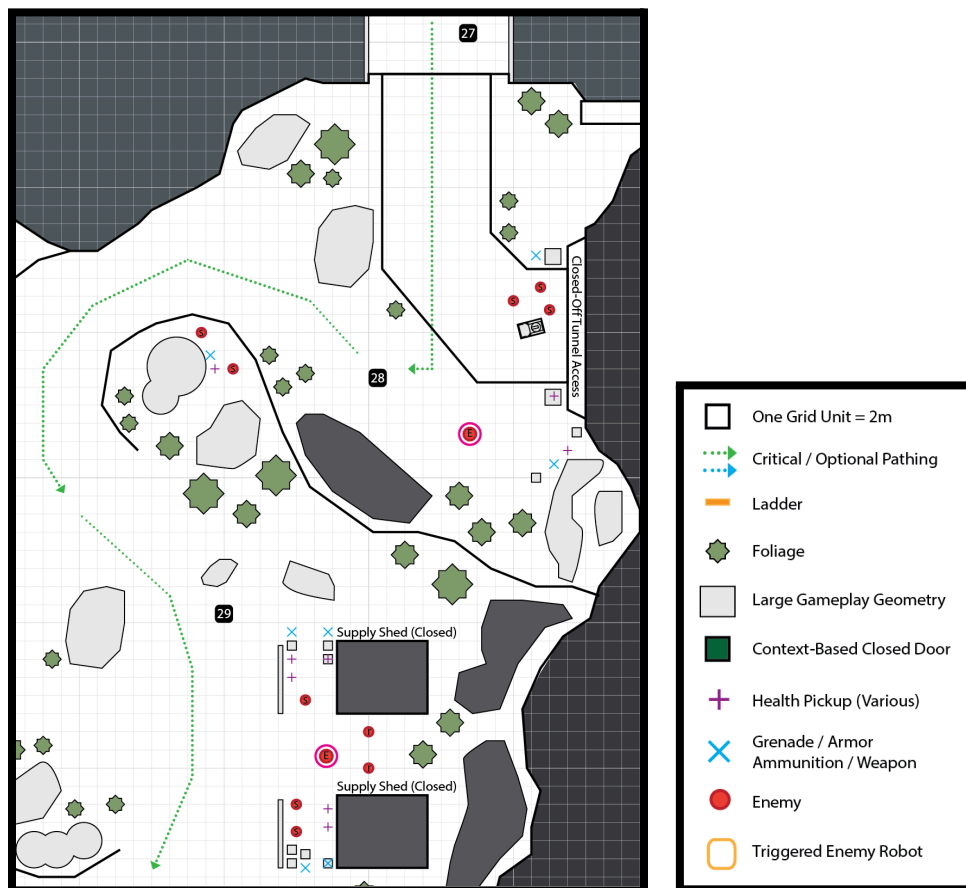 27
Closed-Off Tunnel Access
S
S
S
S
S
28
E
29
Supply Shed (Closed)
S
r
E
r
Supply Shed (Closed)
S
S
One Grid Unit = 2m
Critical / Optional Pathing
Ladder
Foliage
Large Gameplay Geometry
Context-Based Closed Door
Health Pickup (Various)
Grenade / Armor
Ammunition / Weapon
Enemy
Triggered Enemy Robot